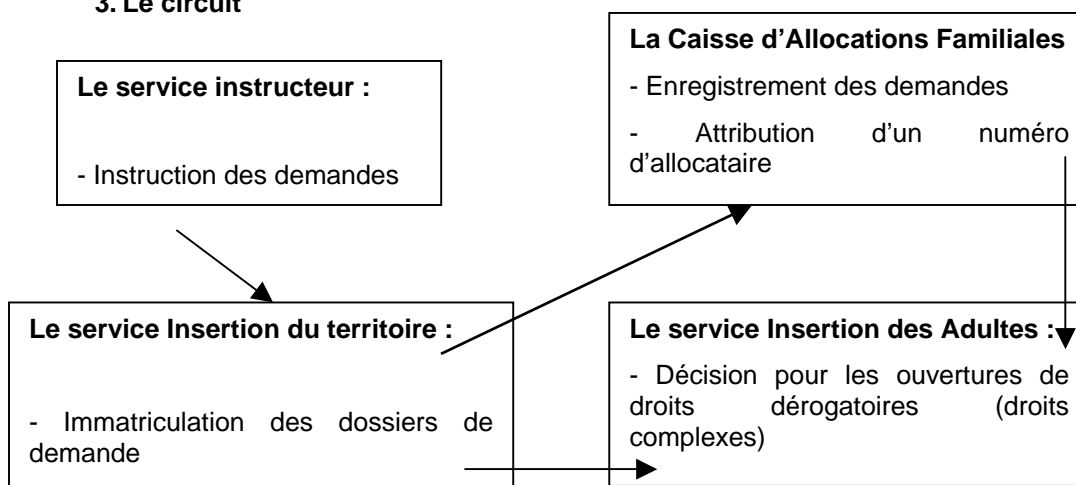 3. Le circuit
Le service instructeur :
- Instruction des demandes
La Caisse d’Allocations Familiales
- Enregistrement des demandes
- Attribution d’un numéro
d’allocataire
Le service Insertion du territoire :
- Immatriculation des dossiers de
demande
Le service Insertion des Adultes :
- Décision pour les ouvertures de
droits dérogatoires (droits
complexes)